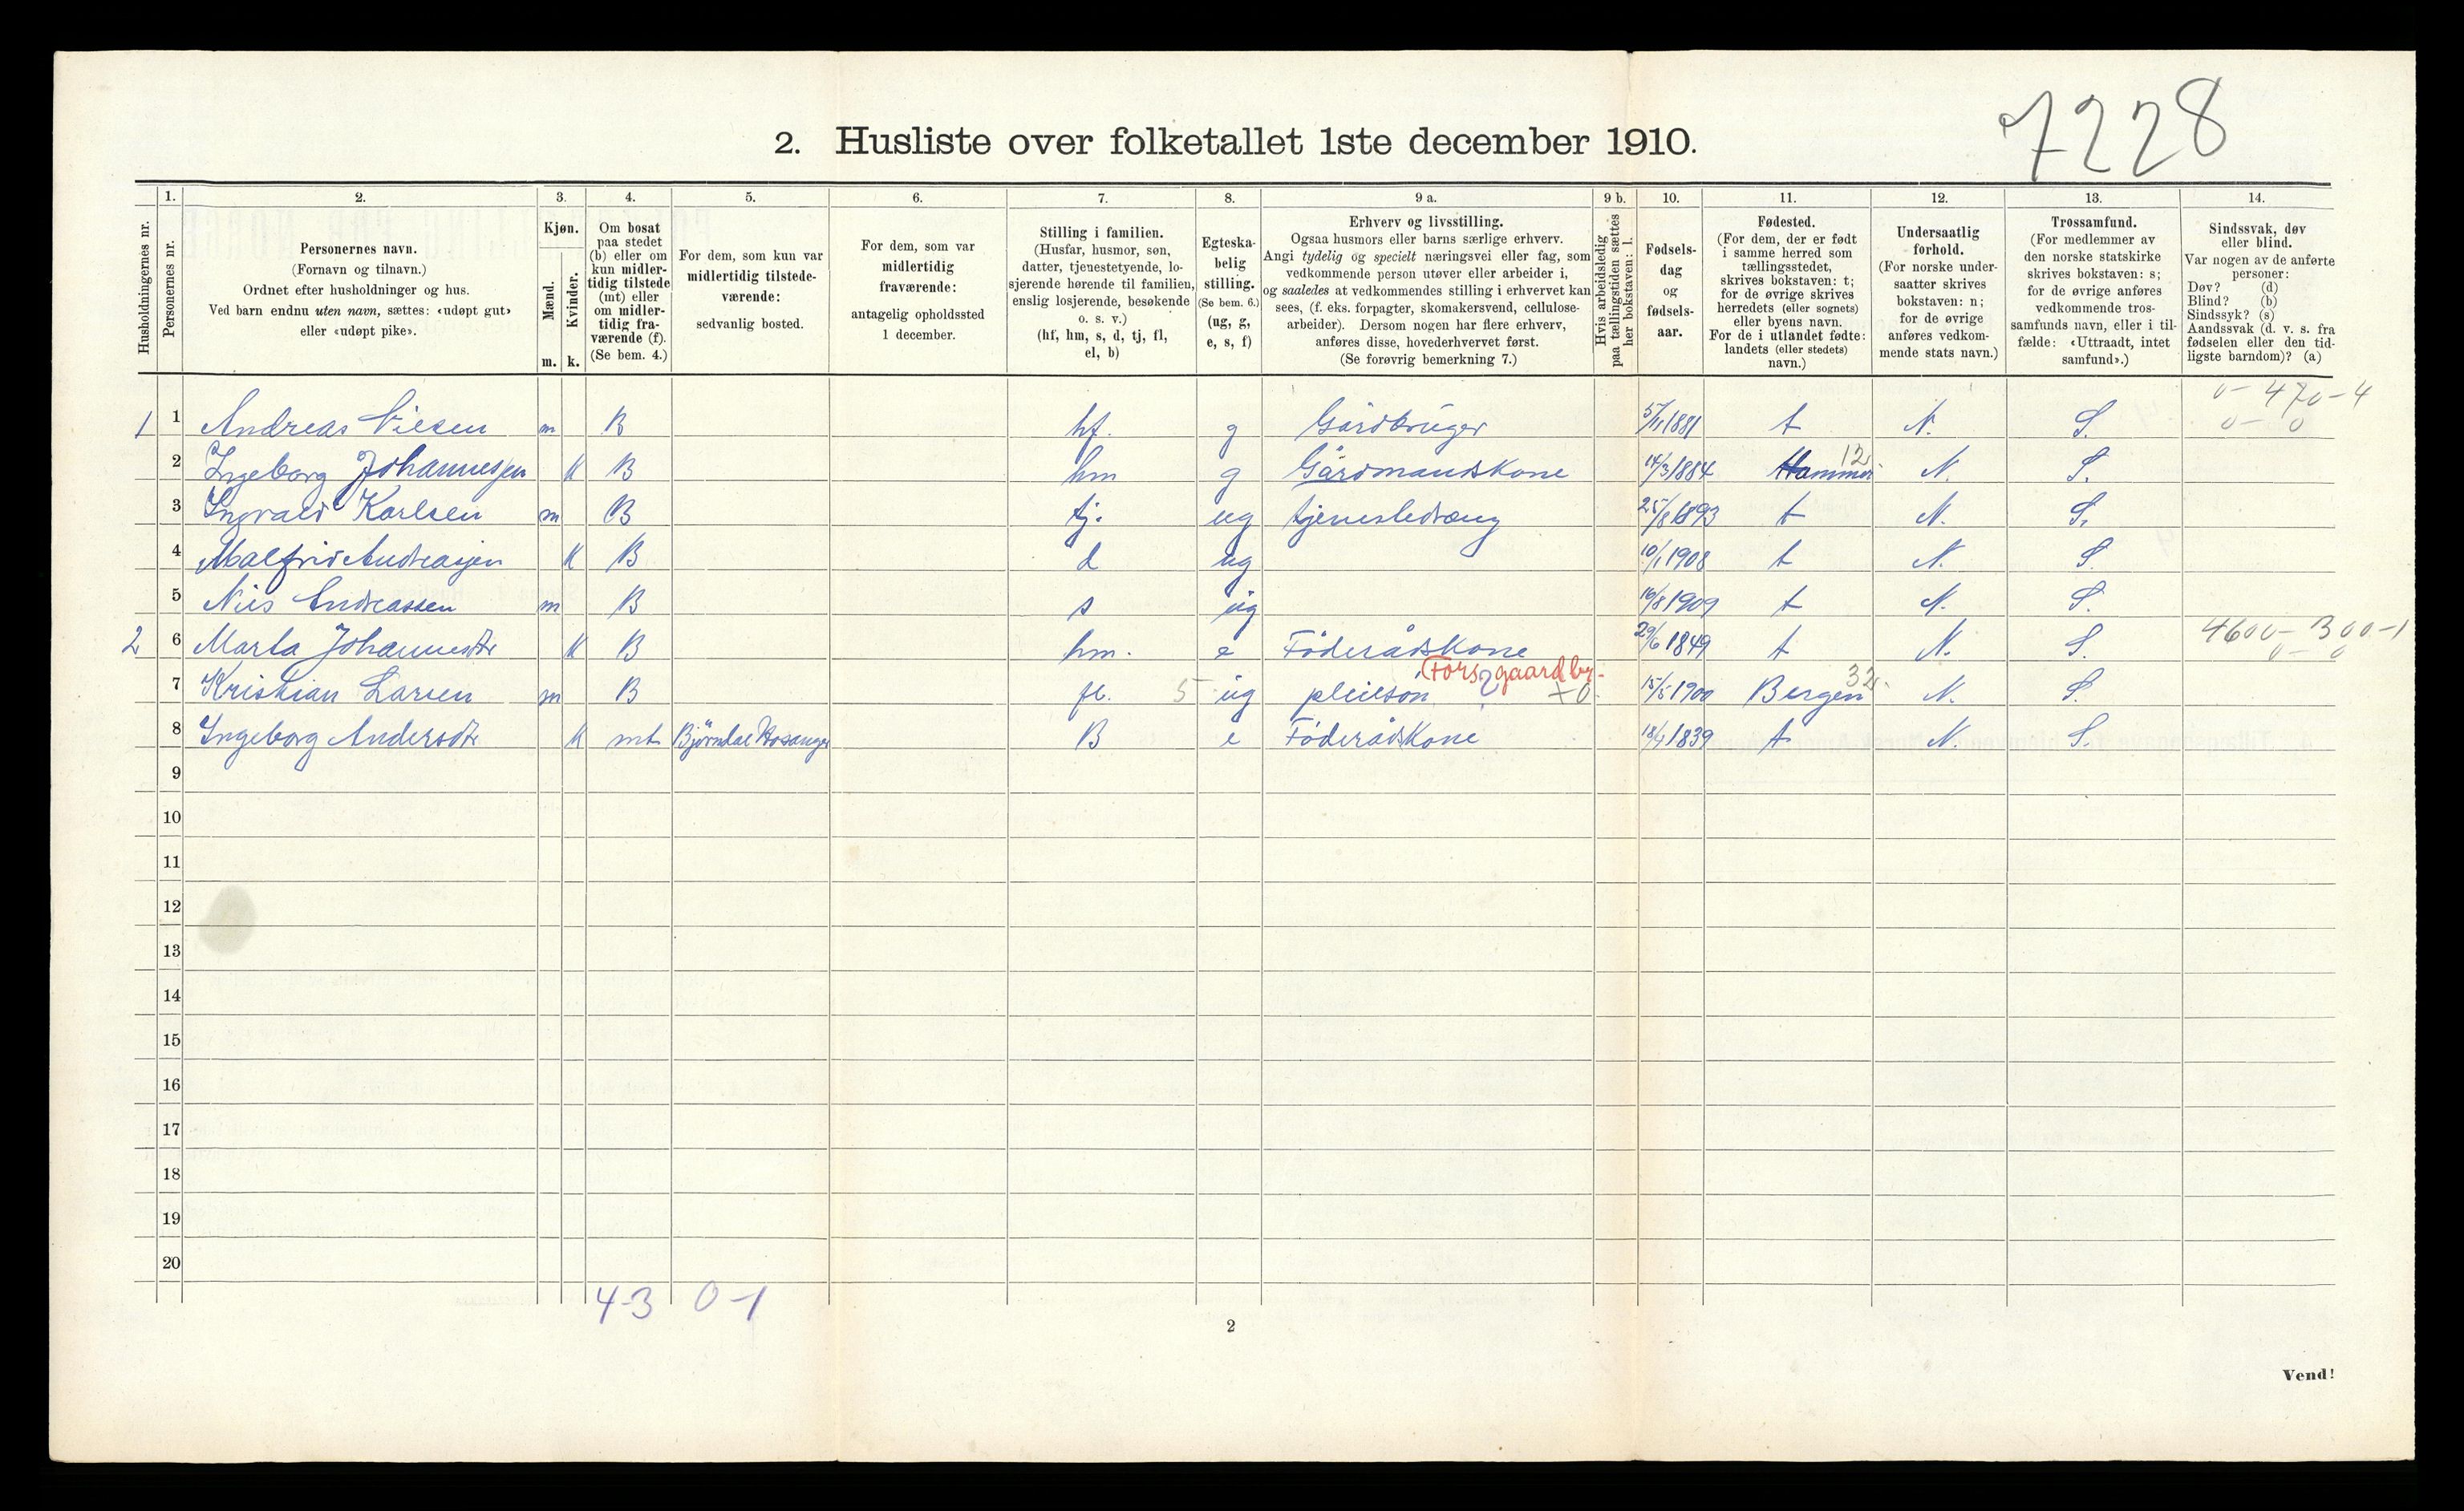 7228
2. Husliste over folketallet 1ste december 1910.
Husholdningernes nr.
1. Personernes nr.
2. Personernes navn. (Fornavn og tilnavn.) Ordnet efter husholdninger og hus. Ved barn endnu uten navn, sættes: «udøpt gut» eller «udøpt pike».
3. Kjøn. Mænd. m. Kvinder. k.
4. Om bosat paa stedet (b) eller om kun midlertidig tilstede (mt) eller om midlertidig fraværende (f). (Se bem. 4.)
5. For dem, som kun var midlertidig tilstedeværende: sedvanlig bosted.
6. For dem, som var midlertidig fraværende: antagelig opholdssted 1 december.
7. Stilling i familien. (Husfar, husmor, søn, datter, tjenestetyende, losjerende hørende til familien, enslig losjerende, besøkende o. s. v.) (hf, hm, s, d, tj, fl, el, b)
8. Egteskabelig stilling. (Se bem. 6.) (ug, g, e, s, f)
9 a. Erhverv og livsstilling. Ogsaa husmors eller barns særlige erhverv. Angi tydelig og specielt næringsvei eller fag, som vedkommende person utøver eller arbeider i, og saaledes at vedkommendes stilling i erhvervet kan sees, (f. eks. forpagter, skomakersvend, cellulosearbeider). Dersom nogen har flere erhverv, anføres disse, hovederhvervet først. (Se forøvrig bemerkning 7.)
9 b. Hvis arbeidsledig paa tællingstiden sættes her bokstaven: l.
10. Fødselsdag og fødselsaar.
11. Fødested. (For dem, der er født i samme herred som tællingsstedet, skrives bokstaven: t; for de øvrige skrives herredets (eller sognets) eller byens navn. For de i utlandet fødte: landets (eller stedets) navn.)
12. Undersaatlig forhold. (For norske undersaatter skrives bokstaven: n; for de øvrige anføres vedkommende stats navn.)
13. Trossamfund. (For medlemmer av den norske statskirke skrives bokstaven: s; for de øvrige anføres vedkommende trossamfunds navn, eller i tilfælde: «Uttraadt, intet samfund».)
14. Sindssvak, døv eller blind. Var nogen av de anførte personer: Døv? (d) Blind? (b) Sindssyk? (s) Aandssvak (d. v. s. fra fødselen eller den tidligste barndom)? (a)
0 - 470 - 4
1 1 Andreas Nilsen m B hf. g Gårdbruger 5/11 1881 t N. S. 0 - 0
2 Ingeborg Johannessen k B hm g Gårdmandskone 14/3 1884 Hammer 12 N. S.
3 Ingvald Karlsen m B tj. ug tjenestedreng 25/8 1893 t N. S.
4 Malfrid Andreasen k B d ug 10/1 1908 t N. S.
5 Nils Andreassen m B s ug 16/8 1909 t N. S.
2 6 Marta Johannesdtr k B hm. e Föderådskone 29/6 1849 t N. S. 4600 - 300 - 1
0 - 0
Fors. gaardbr.
7 Kristian Larsen m B fl. 5 ug pleiesön ? +0. 15/5 1900 Bergen 32 N. S.
8 Ingeborg Andersdtr k mt Björndal Hosanger B e Föderådskone 18/4 1839 t N. S.
9
10
11
12
13
14
15
16
17
18
19
20
4-3 0-1
2
Vend!